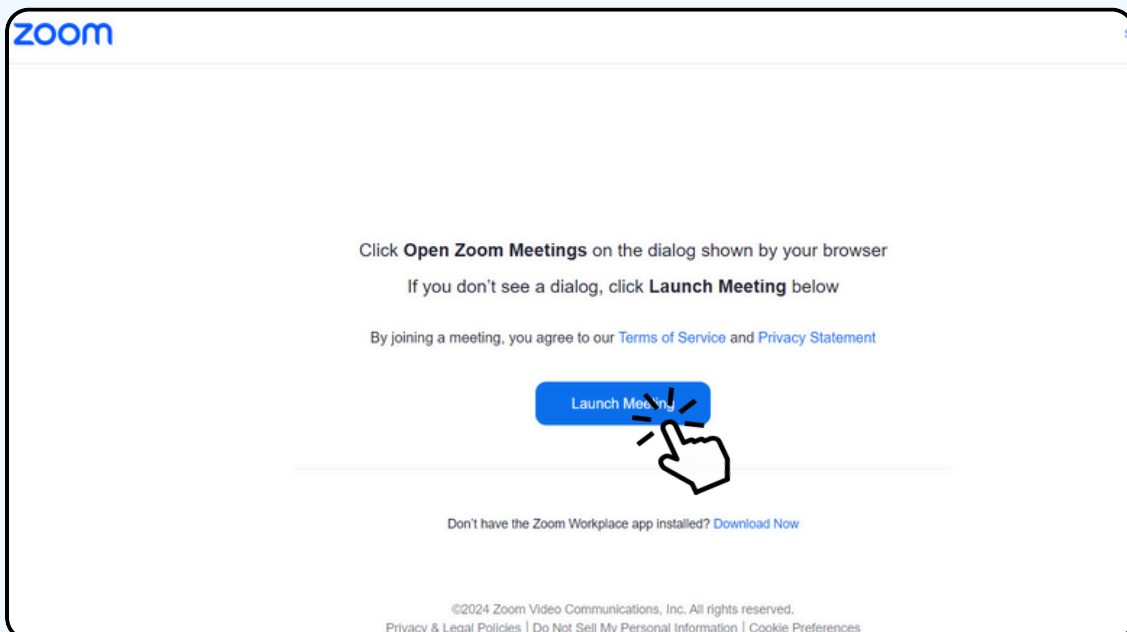 zoom
Click Open Zoom Meetings on the dialog shown by your browser
If you don't see a dialog, click Launch Meeting below
By joining a meeting, you agree to our Terms of Service and Privacy Statement
Launch Meeting
Don't have the Zoom Workplace app installed? Download Now
©2024 Zoom Video Communications, Inc. All rights reserved.
Privacy & Legal Policies | Do Not Sell My Personal Information | Cookie Preferences